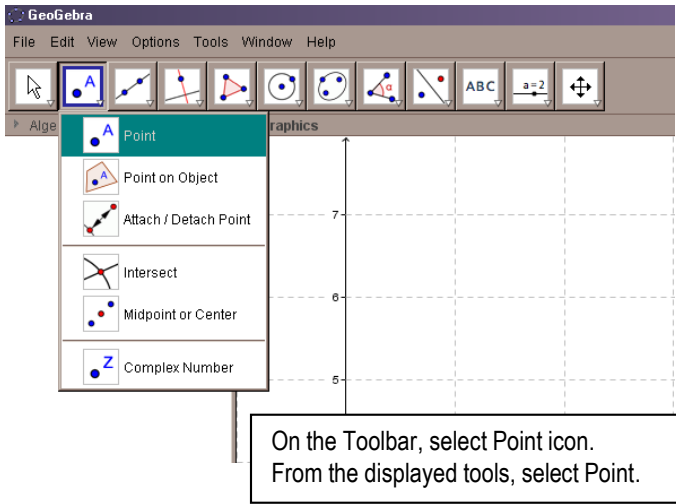 GeoGebra
File Edit View Options Tools Window Help
A α ABC a=2
Alge raphics
A Point
A Point on Object
Attach / Detach Point
Intersect
Midpoint or Center
Z Complex Number
7
6
5
On the Toolbar, select Point icon.
From the displayed tools, select Point.